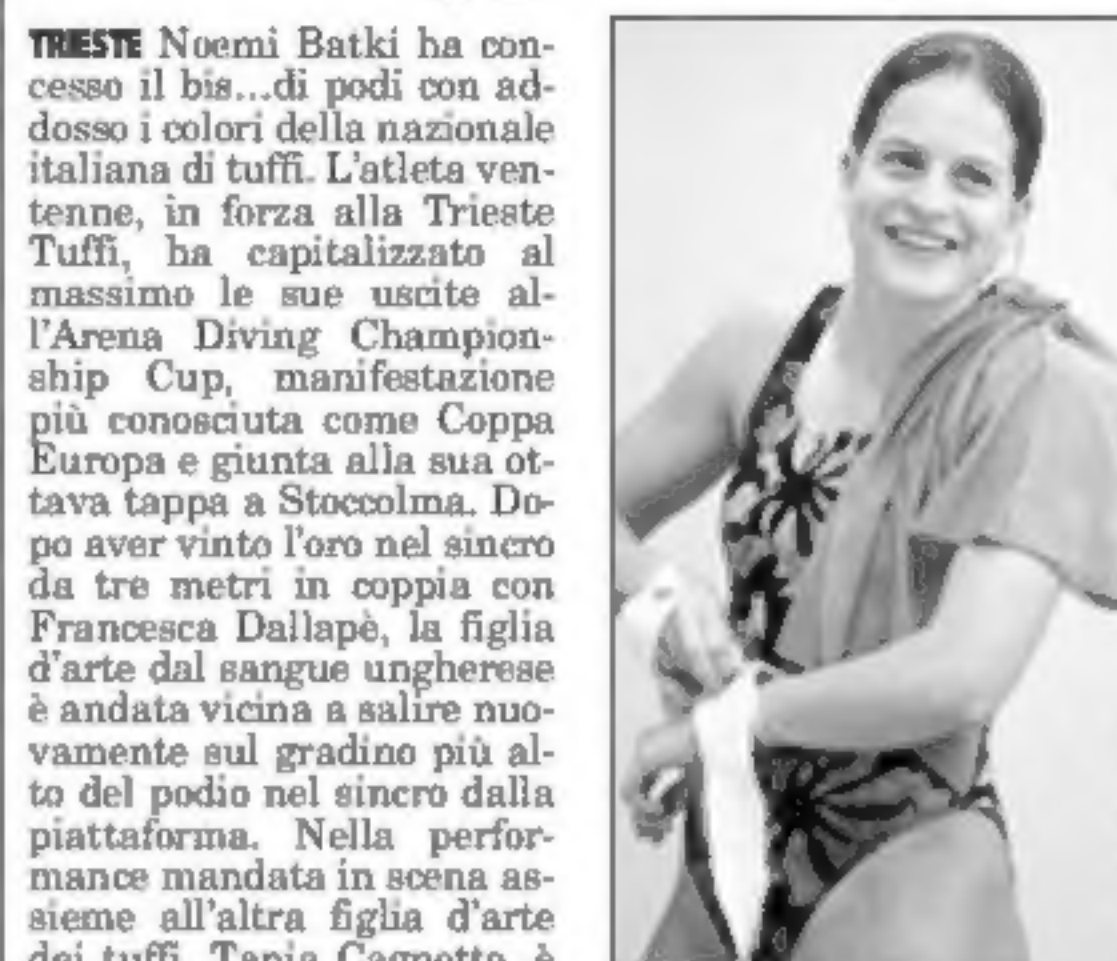 TRIESTE Noemi Batki ha con-
cesso il bis...di podi con ad-
dosso i colori della nazionale
italiana di tuffi. L'atleta ven-
tenne, in forza alla Trieste
Tuffi, ha capitalizzato al
massimo le sue uscite al-
l'Arena Diving Champion-
ship Cup, manifestazione
più conosciuta come Coppa
Europa e giunta alla sua ot-
tava tappa a Stoccolma. Do-
po aver vinto l'oro nel sincro
da tre metri in coppia con
Francesca Dallapè, la figlia
d'arte dal sangue ungherese
è andata vicina a salire nuo-
vamente sul gradino più al-
to del podio nel sincro dalla
piattaforma. Nella perfor-
mance mandata in scena as-
sieme all'altra figlia d'arte
dei tuffi, Tania Cagnotto, è